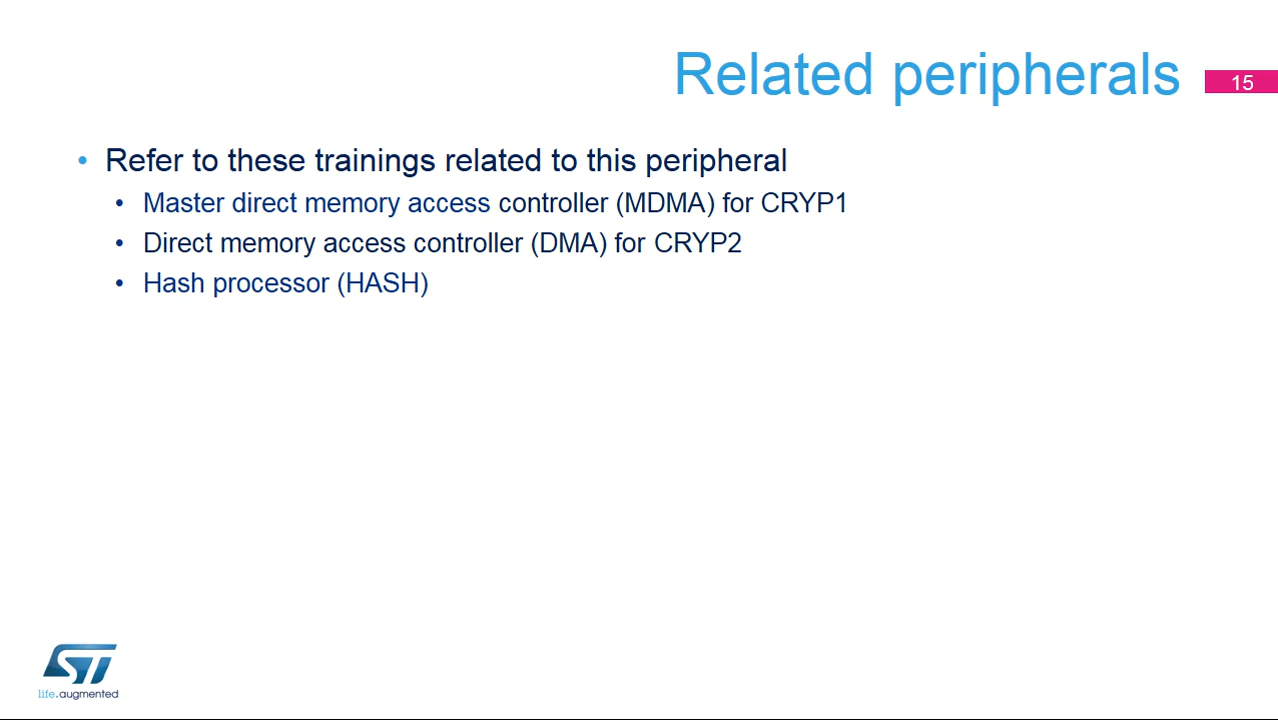 Related peripherals
15
• Refer to these trainings related to this peripheral
• Master direct memory access controller (MDMA) for CRYP1
• Direct memory access controller (DMA) for CRYP2
• Hash processor (HASH)
ST
life.augmented